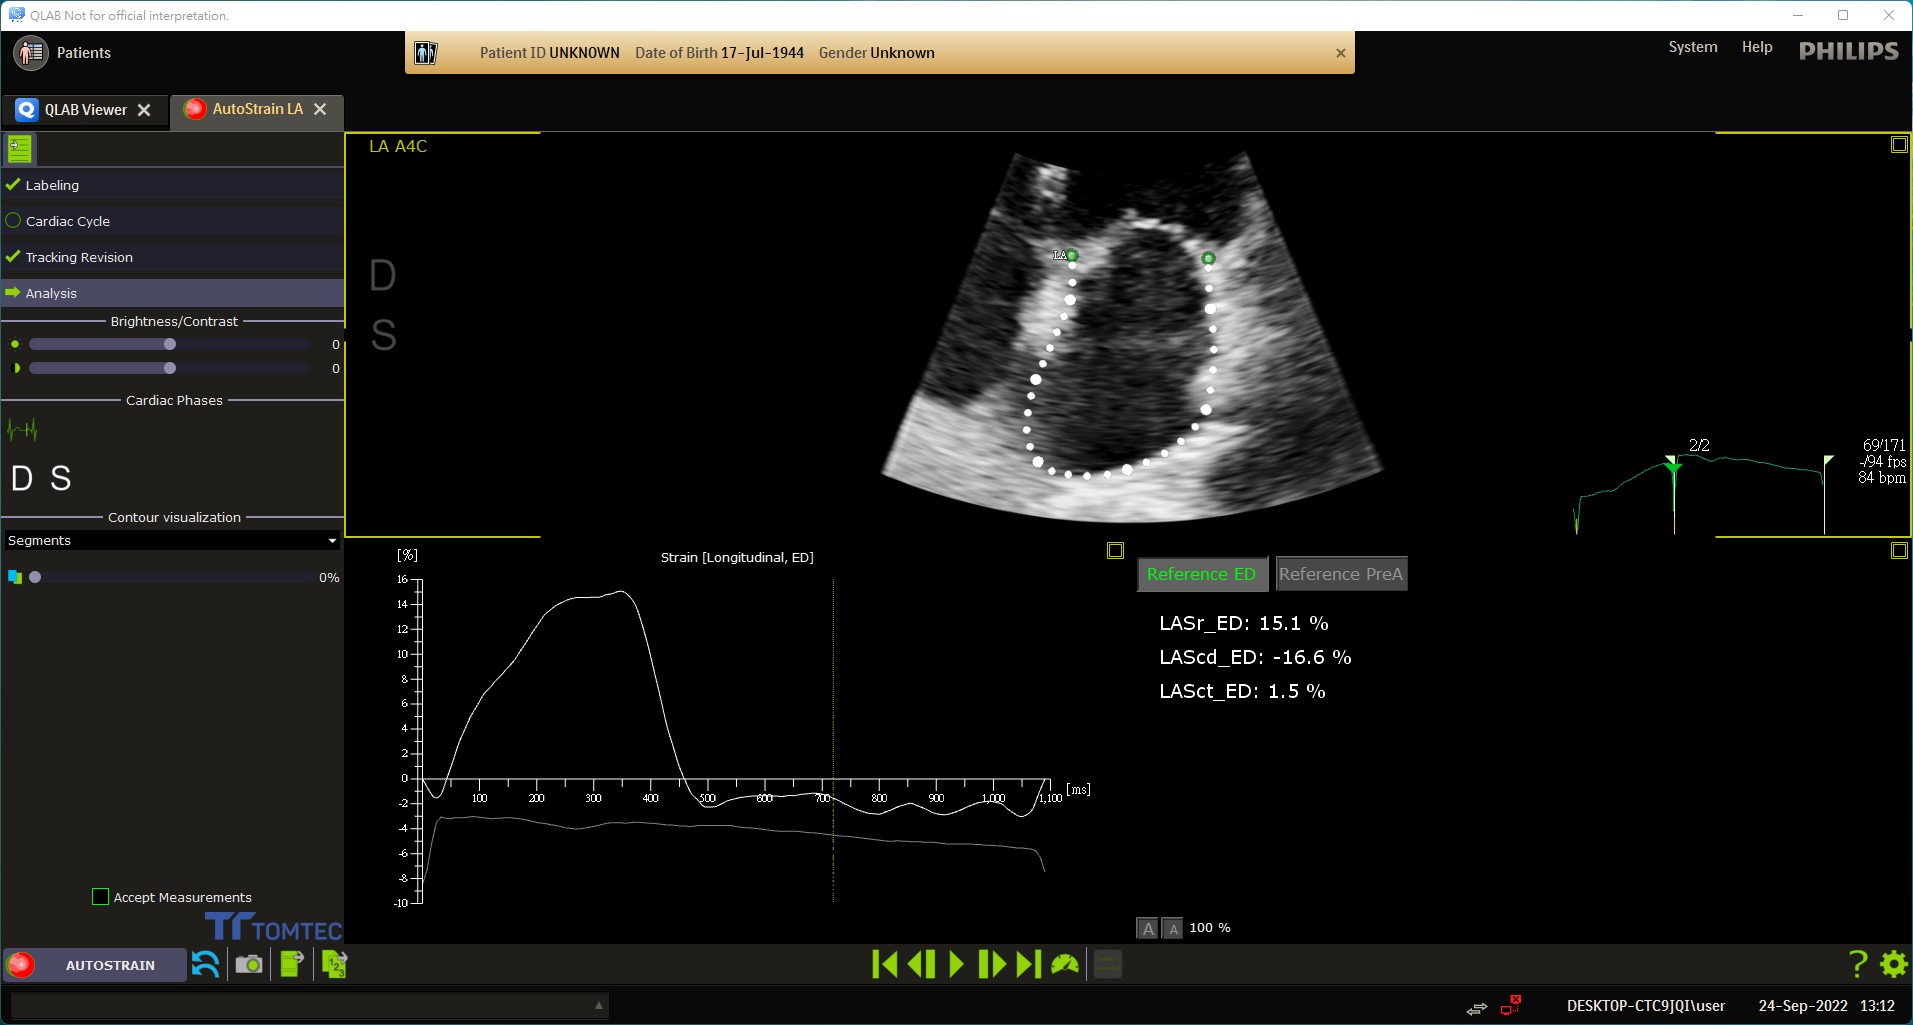 QLAB Not for official interpretation.
Patients
Patient ID UNKNOWN Date of Birth 17-Jul-1944 Gender Unknown
System Help PHILIPS
QLAB Viewer
AutoStrain LA
Labeling
Cardiac Cycle
Tracking Revision
Analysis
Brightness/Contrast
0
0
Cardiac Phases
D S
Contour visualization
Segments
0%
Accept Measurements
TOMTEC
LA A4C
D
S
LA
2/2
69/171
-/94 fps
84 bpm
[%]
Strain [Longitudinal, ED]
16
14
12
10
8
6
4
2
0
-2
-4
-6
-8
-10
100 200 300 400 500 600 700 800 900 1,000 1,100 [ms]
Reference ED Reference PreA
LASr_ED: 15.1 %
LAScd_ED: -16.6 %
LASct_ED: 1.5 %
A A 100 %
AUTOSTRAIN
1 2 3
?
DESKTOP-CTC9JQI\user 24-Sep-2022 13:12